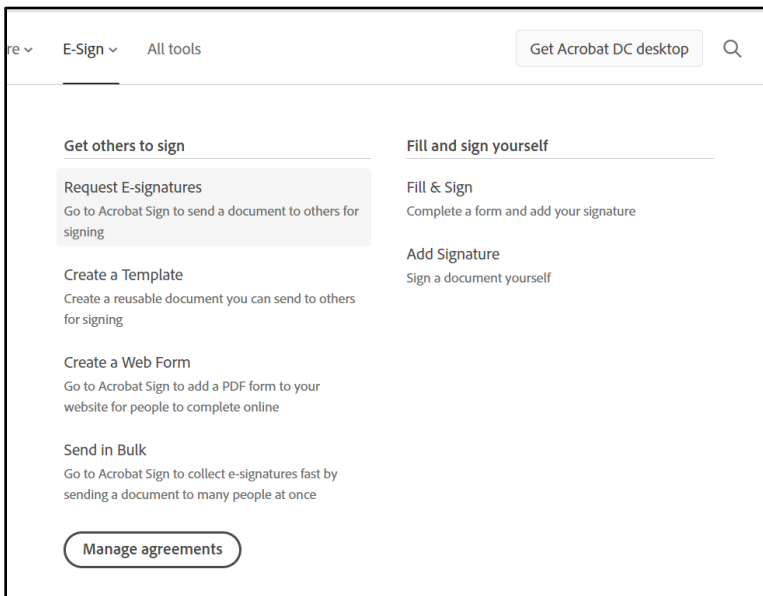 re E-Sign All tools Get Acrobat DC desktop
Get others to sign
Request E-signatures
Go to Acrobat Sign to send a document to others for
signing
Create a Template
Create a reusable document you can send to others
for signing
Create a Web Form
Go to Acrobat Sign to add a PDF form to your
website for people to complete online
Send in Bulk
Go to Acrobat Sign to collect e-signatures fast by
sending a document to many people at once
Manage agreements
Fill and sign yourself
Fill & Sign
Complete a form and add your signature
Add Signature
Sign a document yourself